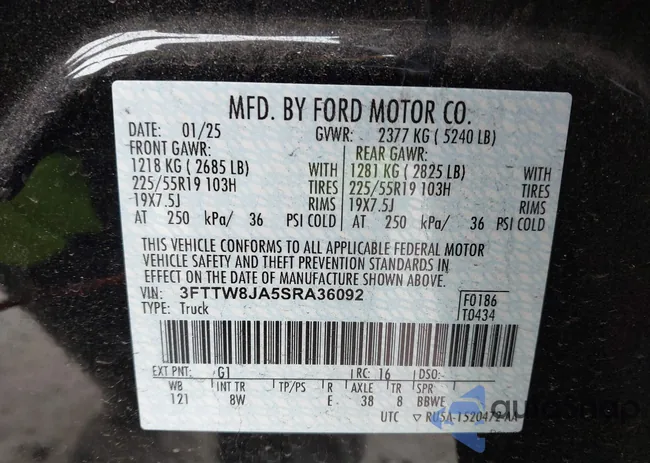 MFD. BY FORD MOTOR CO.
DATE: 01/25 GVWR: 2377 KG ( 5240 LB)
FRONT GAWR: REAR GAWR:
1218 KG ( 2685 LB) WITH 1281 KG ( 2825 LB) WITH
225/55R19 103H TIRES 225/55R19 103H TIRES
19X7.5J RIMS 19X7.5J RIMS
AT 250 kPa/ 36 PSI COLD AT 250 kPa/ 36 PSI COLD
THIS VEHICLE CONFORMS TO ALL APPLICABLE FEDERAL MOTOR
VEHICLE SAFETY AND THEFT PREVENTION STANDARDS IN
EFFECT ON THE DATE OF MANUFACTURE SHOWN ABOVE.
VIN: 3FTTW8JA5SRA36092 F0186
TYPE: Truck T0434
EXT PNT: G1 RC: 16 DSO:
WB INT TR TP/PS R AXLE TR SPR
121 8W E 38 8 BBWE
UTC ▽ RU5A-1520472-AA